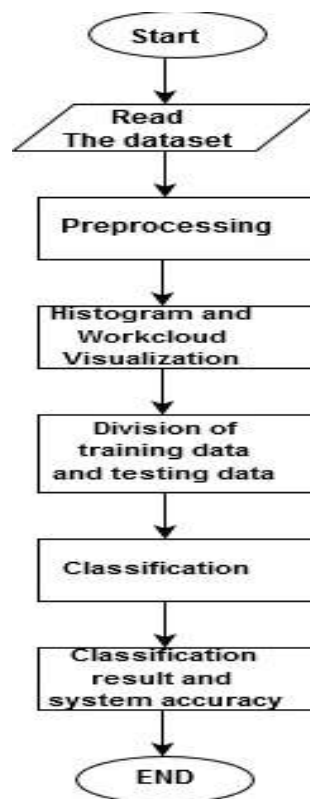 Start
Read
The dataset
Preprocessing
Histogram and
Workcloud
Visualization
Division of
training data
and testing data
Classification
Classification
result and
system accuracy
END